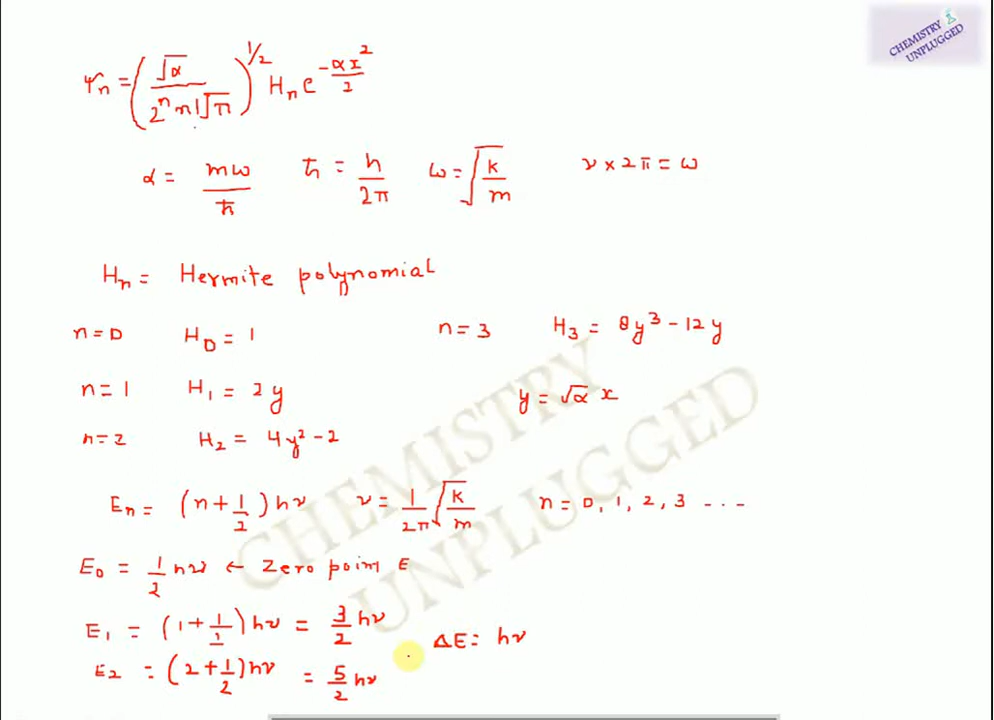 CHEMISTRY
UNPLUGGED
ψn = (√α / 2^n n!√π)^1/2 Hn e^-αx²/2
α = mω/ħ ħ = h/2π ω = √k/m ν × 2π = ω
Hn = Hermite polynomial
n = 0 H0 = 1 n = 3 H3 = 8y³ - 12y
n = 1 H1 = 2y y = √α x
n = 2 H2 = 4y² - 2
En = (n + 1/2) hν ν = 1/2π √k/m n = 0, 1, 2, 3 ...
E0 = 1/2 hν ← Zero point E
E1 = (1 + 1/2) hν = 3/2 hν ΔE = hν
E2 = (2 + 1/2) hν = 5/2 hν
CHEMISTRY
UNPLUGGED